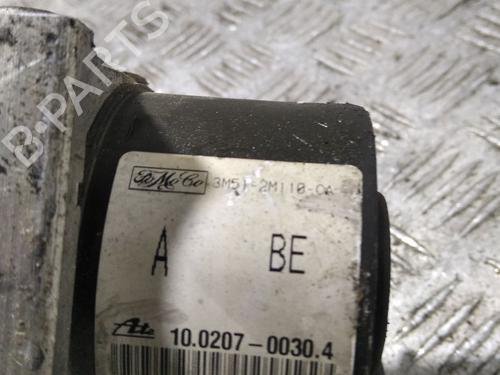 B-PARTS
FoMoCo 3M51-2M110-CA
A BE
Ate 10.0207-0030.4